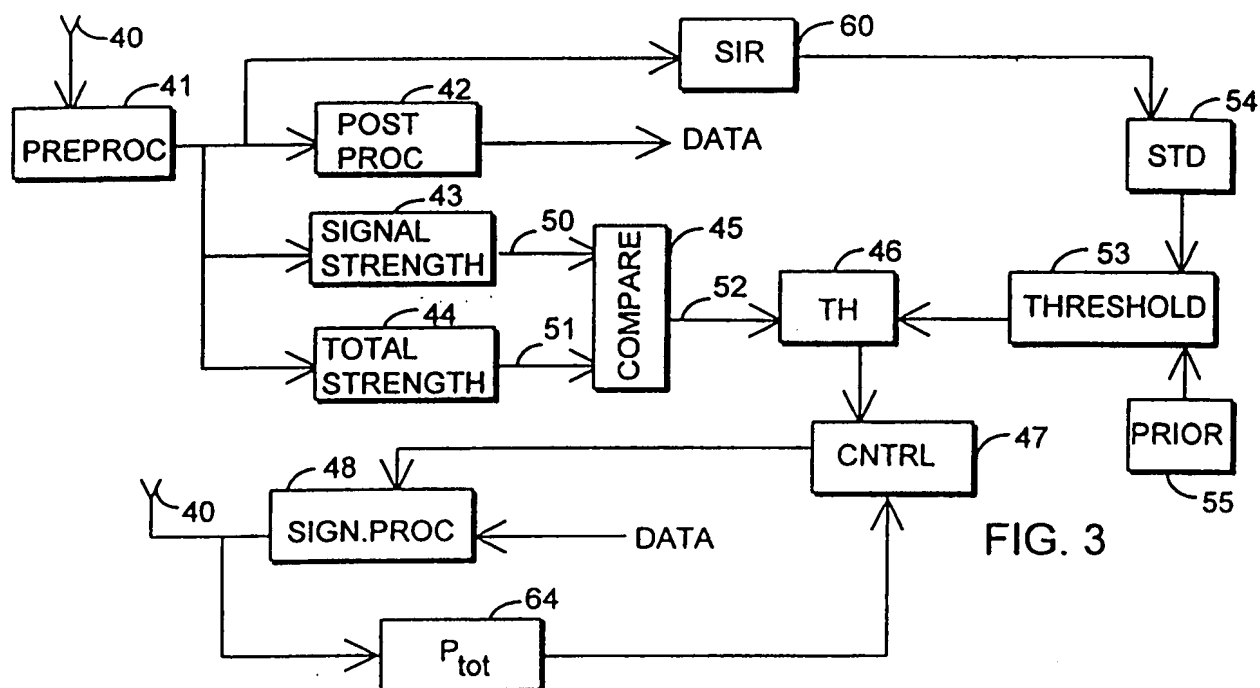 40
60
SIR
41
PREPROC
42
POST
PROC
DATA
54
STD
43
SIGNAL
STRENGTH
50
45
COMPARE
46
TH
52
53
THRESHOLD
44
TOTAL
STRENGTH
51
PRIOR
55
47
CNTRL
48
SIGN.PROC
40
DATA
FIG. 3
64
Ptot